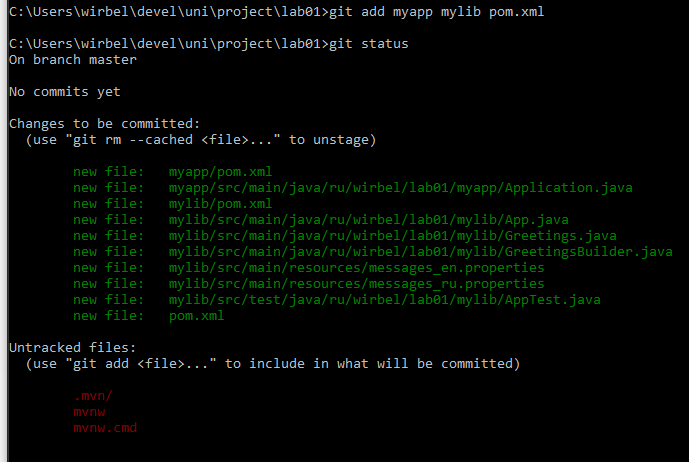 C:\Users\wirbel\devel\uni\project\lab01>git add myapp mylib pom.xml
C:\Users\wirbel\devel\uni\project\lab01>git status
On branch master
No commits yet
Changes to be committed:
  (use "git rm --cached <file>..." to unstage)
        new file:   myapp/pom.xml
        new file:   myapp/src/main/java/ru/wirbel/lab01/myapp/Application.java
        new file:   mylib/pom.xml
        new file:   mylib/src/main/java/ru/wirbel/lab01/mylib/App.java
        new file:   mylib/src/main/java/ru/wirbel/lab01/mylib/Greetings.java
        new file:   mylib/src/main/java/ru/wirbel/lab01/mylib/GreetingsBuilder.java
        new file:   mylib/src/main/resources/messages_en.properties
        new file:   mylib/src/main/resources/messages_ru.properties
        new file:   mylib/src/test/java/ru/wirbel/lab01/mylib/AppTest.java
        new file:   pom.xml
Untracked files:
  (use "git add <file>..." to include in what will be committed)
        .mvn/
        mvnw
        mvnw.cmd